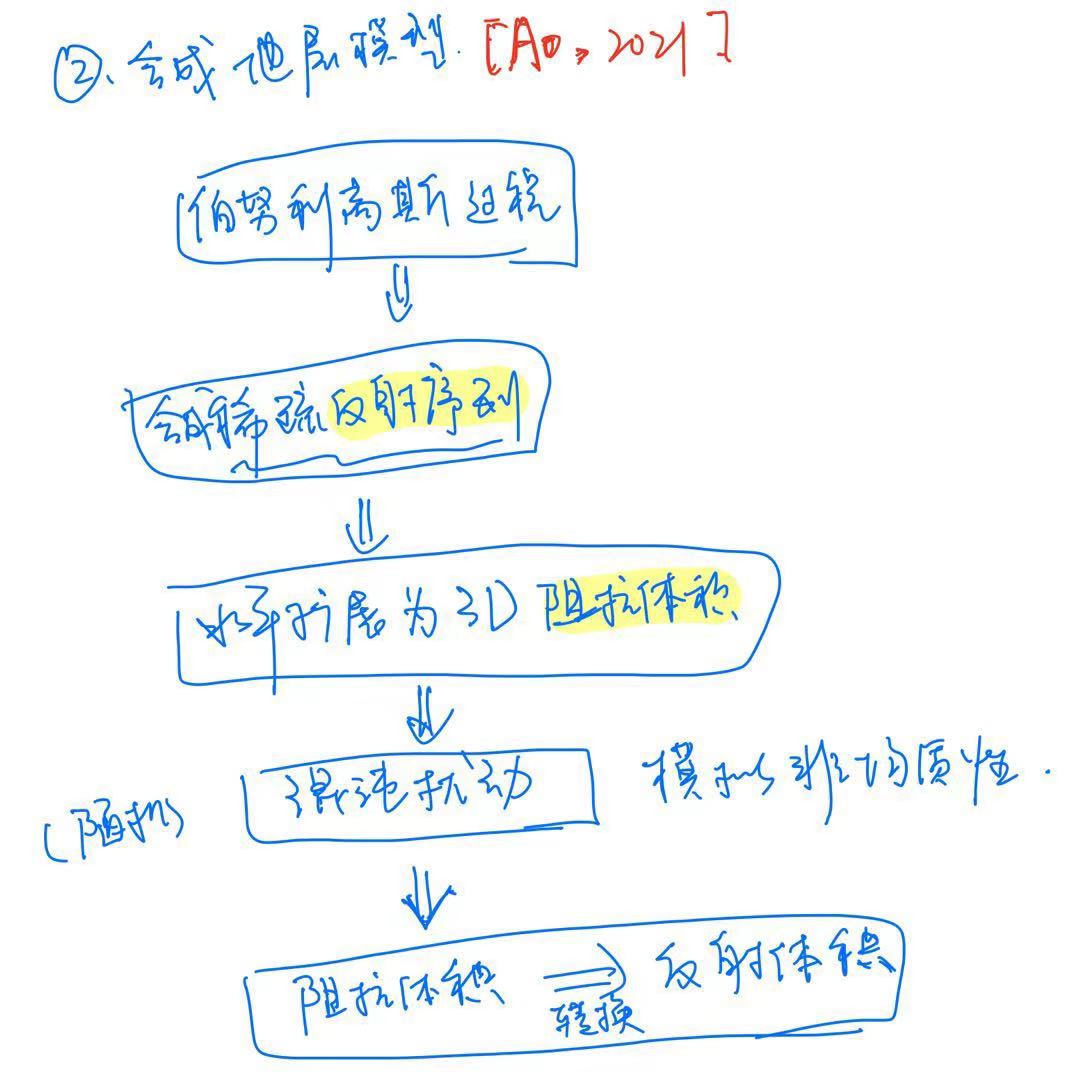 ②、合成地层模型. [Ao, 2021]
伯努利高斯过程
合成稀疏反射序列
水平扩展为3D 阻抗体积
(随机) 混沌扰动 模拟非均质性.
阻抗体积 ⇒ 反射体积
转换